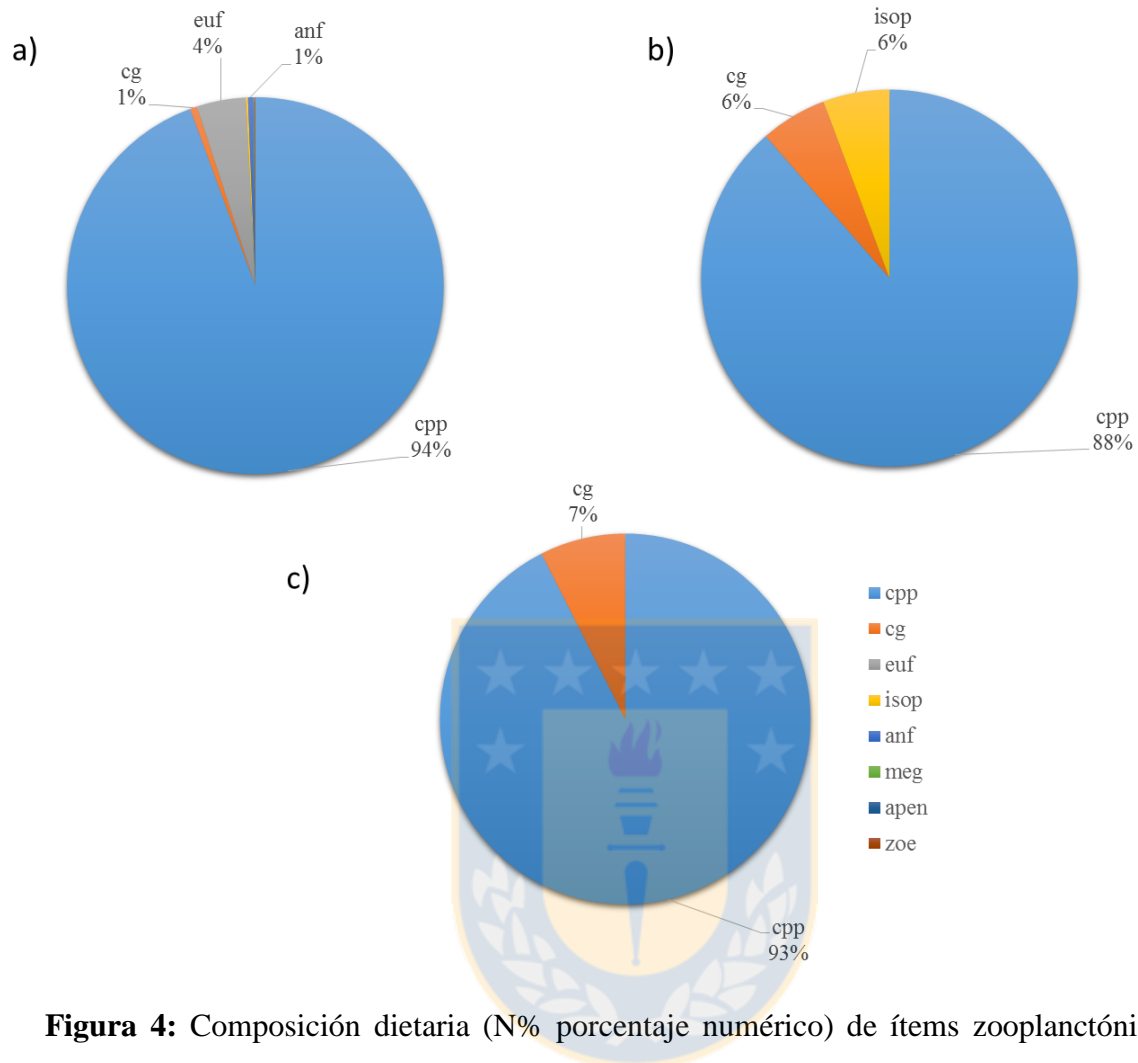 a)
cg
1%
euf
4%
anf
1%
cpp
94%
b)
cg
6%
isop
6%
cpp
88%
c)
cg
7%
cpp
93%
cpp
cg
euf
isop
anf
meg
apen
zoe
Figura 4: Composición dietaria (N% porcentaje numérico) de ítems zooplanctóni